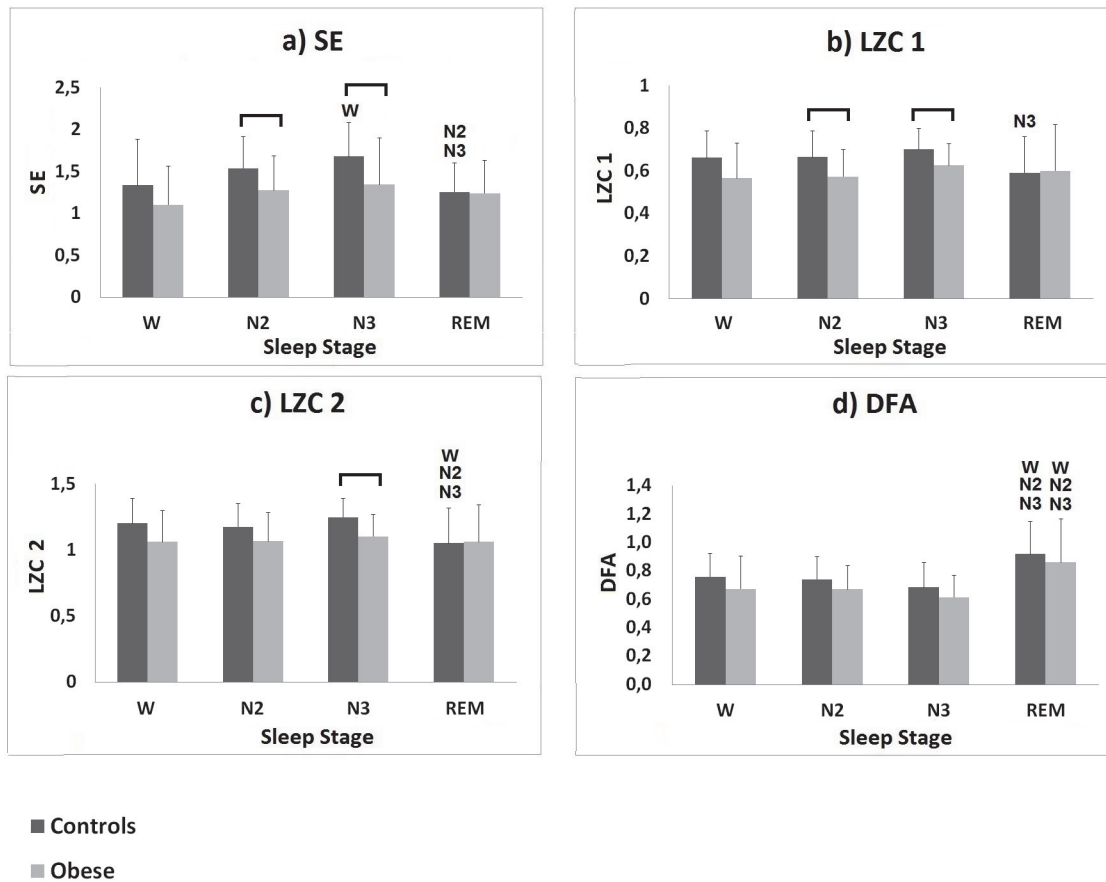 a) SE
2,5
2
1,5
1
0,5
0
SE
W
N2
N3
W N2 N3 REM
Sleep Stage
b) LZC 1
1
0,8
0,6
0,4
0,2
0
LZC 1
N3
W N2 N3 REM
Sleep Stage
c) LZC 2
1,5
1
0,5
0
LZC 2
W
N2
N3
W N2 N3 REM
Sleep Stage
d) DFA
1,4
1,2
1,0
0,8
0,6
0,4
0,2
0,0
DFA
W W
N2 N2
N3 N3
W N2 N3 REM
Sleep Stage
Controls
Obese